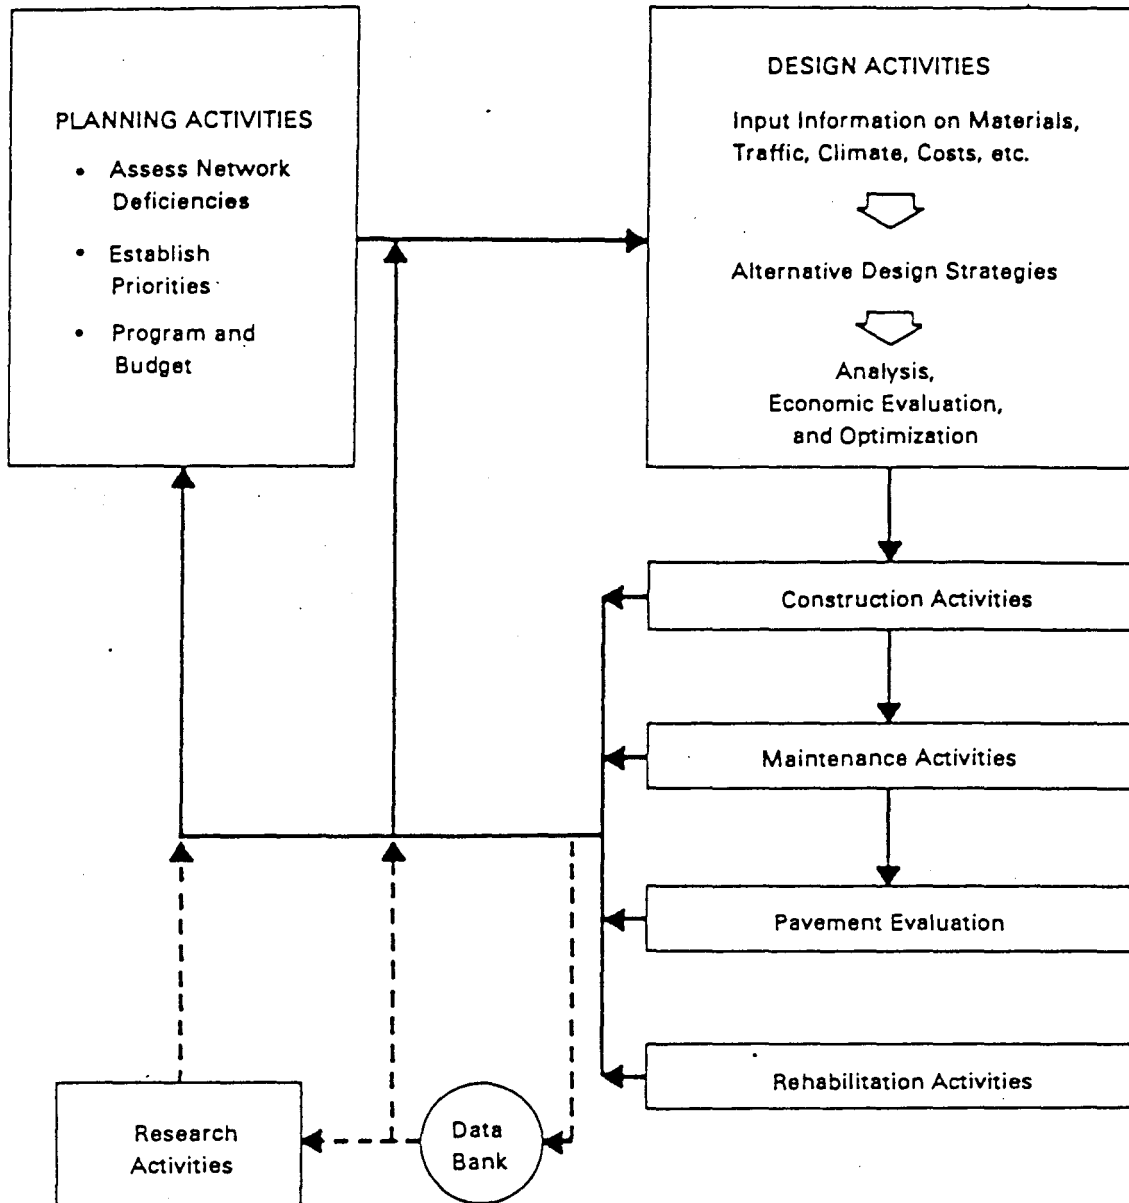 PLANNING ACTIVITIES
• Assess Network
Deficiencies
• Establish
Priorities
• Program and
Budget
DESIGN ACTIVITIES
Input Information on Materials,
Traffic, Climate, Costs, etc.
Alternative Design Strategies
Analysis,
Economic Evaluation,
and Optimization
Construction Activities
Maintenance Activities
Pavement Evaluation
Rehabilitation Activities
Research
Activities
Data
Bank